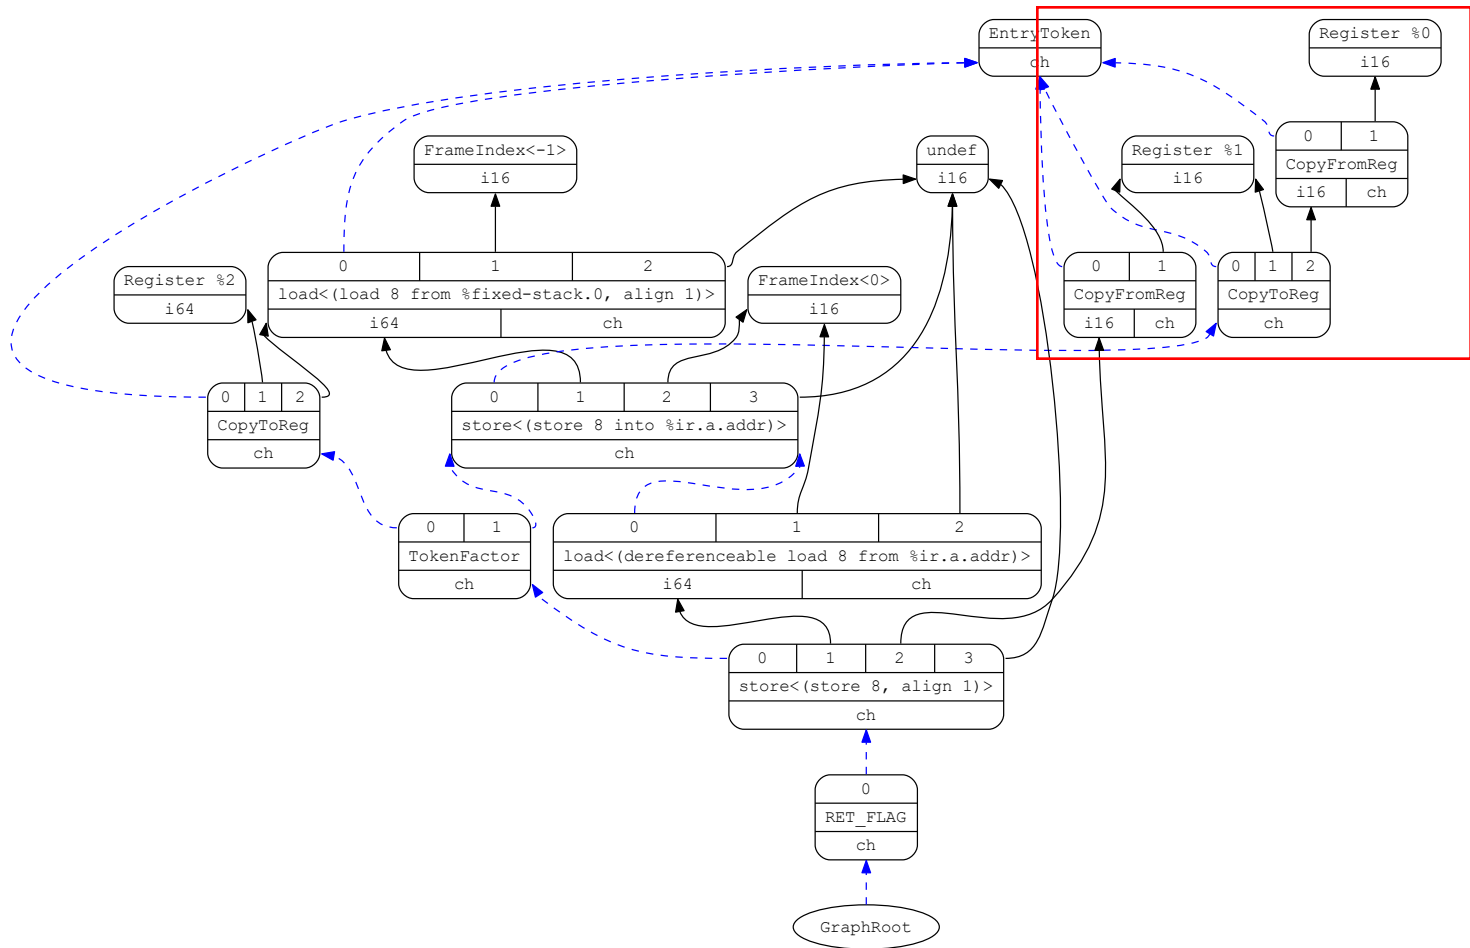 EntryToken
ch
Register %0
i16
FrameIndex<-1>
i16
undef
i16
Register %1
i16
0 1
CopyFromReg
i16 ch
Register %2
i64
0 1 2
load<(load 8 from %fixed-stack.0, align 1)>
i64 ch
FrameIndex<0>
i16
0 1
CopyFromReg
i16 ch
0 1 2
CopyToReg
ch
0 1 2
CopyToReg
ch
0 1 2 3
store<(store 8 into %ir.a.addr)>
ch
0 1
TokenFactor
ch
0 1 2
load<(dereferenceable load 8 from %ir.a.addr)>
i64 ch
0 1 2 3
store<(store 8, align 1)>
ch
0
RET_FLAG
ch
GraphRoot